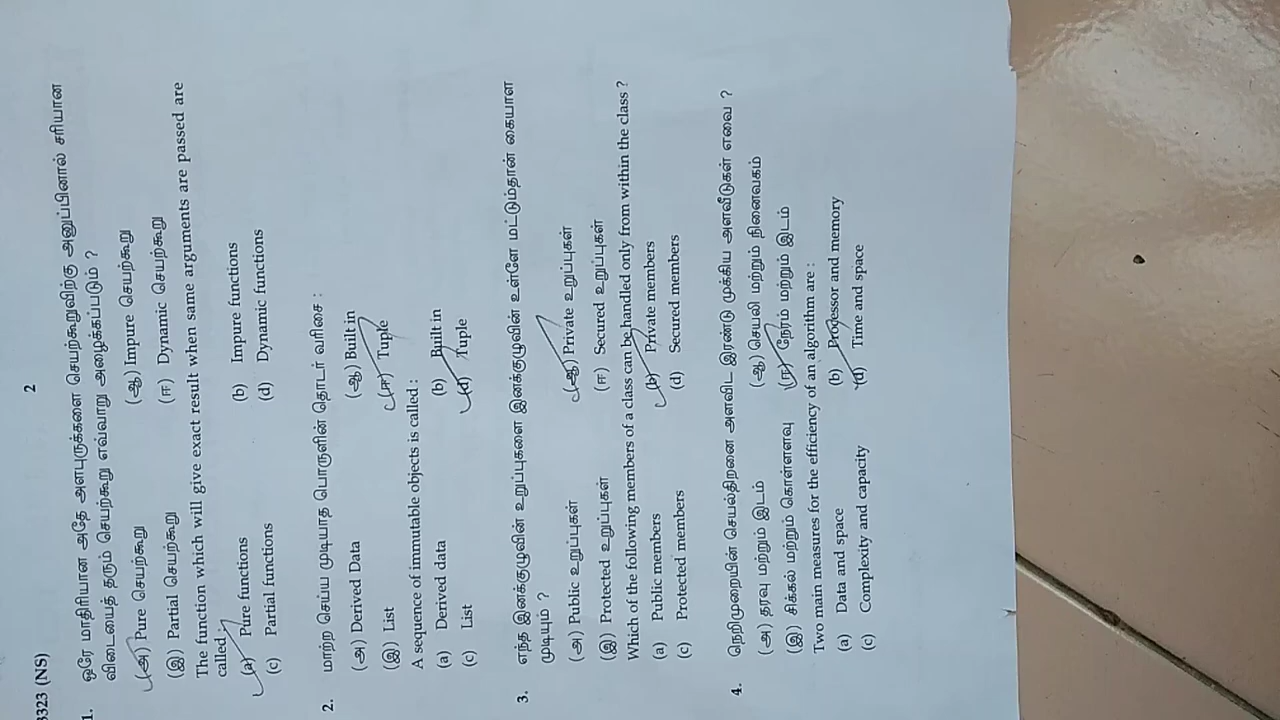 3323 (NS)
2
1. ஒரே மாதிரியான அதே அளபுருக்களை செயற்கூறுவிற்கு அனுப்பினால் சரியான
விடையைத் தரும் செயற்கூறு எவ்வாறு அழைக்கப்படும் ?
(அ) Pure செயற்கூறு (ஆ) Impure செயற்கூறு
(இ) Partial செயற்கூறு (ஈ) Dynamic செயற்கூறு
The function which will give exact result when same arguments are passed are
called :
(a) Pure functions (b) Impure functions
(c) Partial functions (d) Dynamic functions
2. மாற்ற செய்ய முடியாத பொருளின் தொடர் வரிசை :
(அ) Derived Data (ஆ) Built in
(இ) List (ஈ) Tuple
A sequence of immutable objects is called :
(a) Derived data (b) Built in
(c) List (d) Tuple
3. எந்த இனக்குழுவின் உறுப்புகளை இனக்குழுவின் உள்ளே மட்டும்தான் கையாள
முடியும் ?
(அ) Public உறுப்புகள் (ஆ) Private உறுப்புகள்
(இ) Protected உறுப்புகள் (ஈ) Secured உறுப்புகள்
Which of the following members of a class can be handled only from within the class ?
(a) Public members (b) Private members
(c) Protected members (d) Secured members
4. நெறிமுறையின் செயல்திறனை அளவிட இரண்டு முக்கிய அளவீடுகள் எவை ?
(அ) தரவு மற்றும் இடம் (ஆ) செயலி மற்றும் நினைவகம்
(இ) சிக்கல் மற்றும் கொள்ளளவு (ஈ) நேரம் மற்றும் இடம்
Two main measures for the efficiency of an algorithm are :
(a) Data and space (b) Professor and memory
(c) Complexity and capacity (d) Time and space